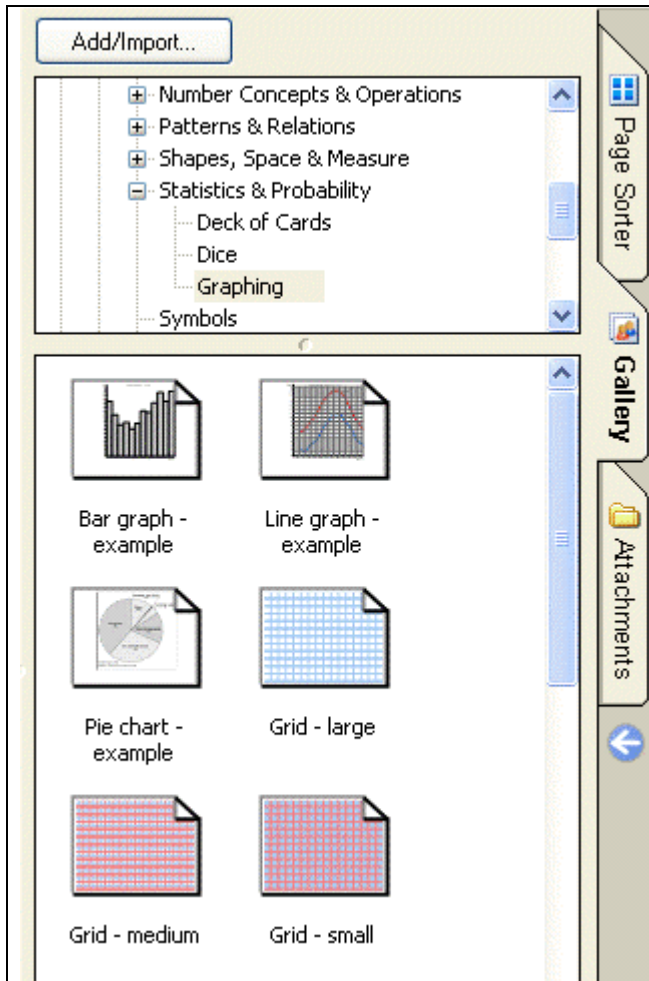 Add/Import...
Number Concepts & Operations
Patterns & Relations
Shapes, Space & Measure
Statistics & Probability
Deck of Cards
Dice
Graphing
Symbols
Bar graph -
example
Line graph -
example
Pie chart -
example
Grid - large
Grid - medium
Grid - small
Page Sorter
Gallery
Attachments